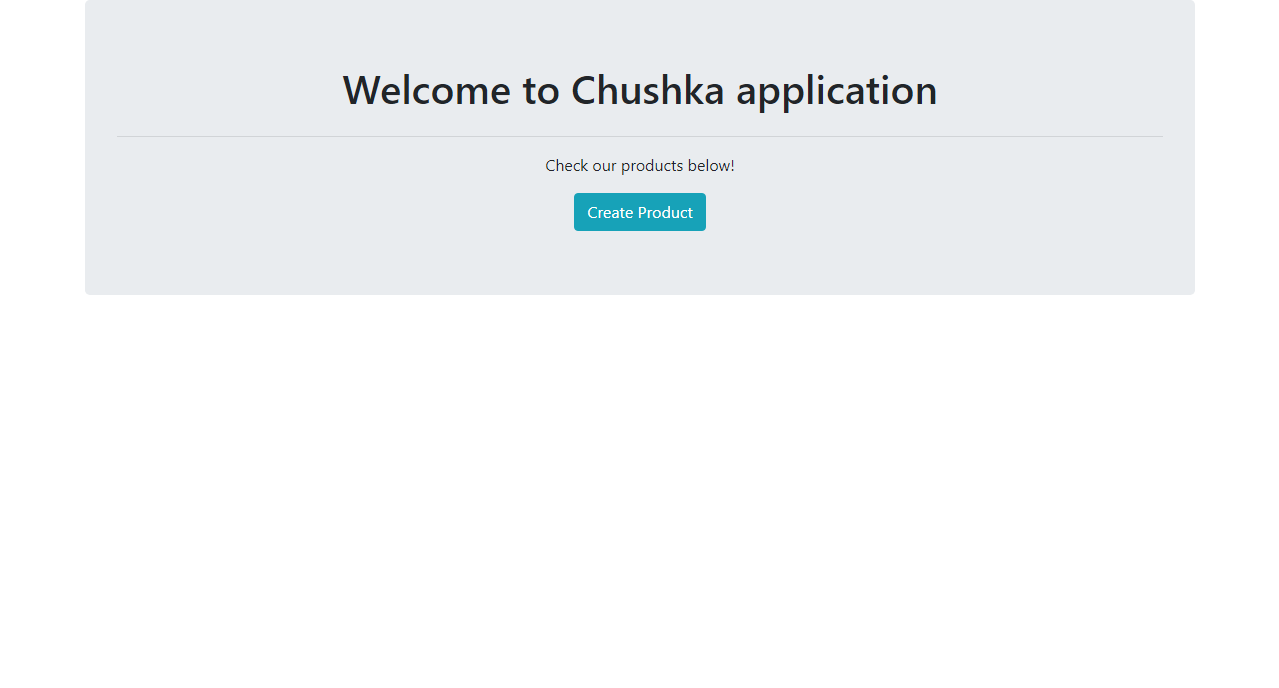 Welcome to Chushka application
Check our products below!
Create Product